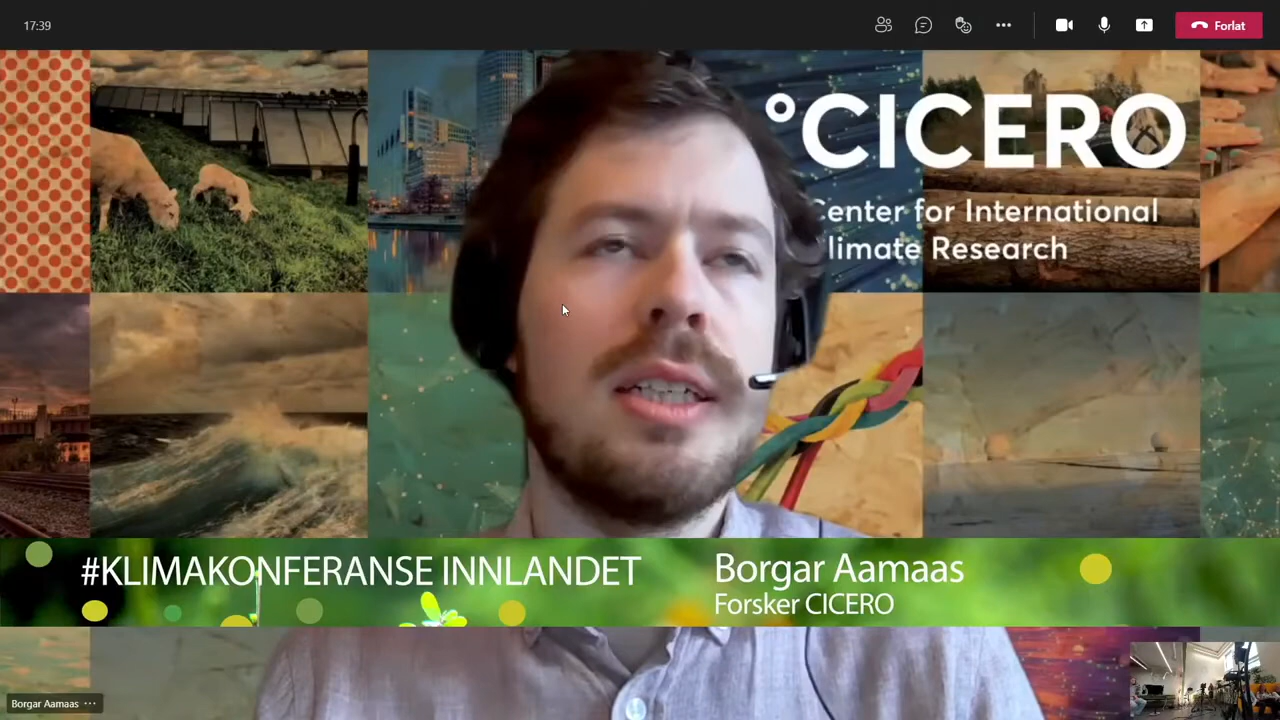 17:39
Forlat
°CICERO
Center for International
limate Research
#KLIMAKONFERANSE INNLANDET
Borgar Aamaas
Forsker CICERO
Borgar Aamaas